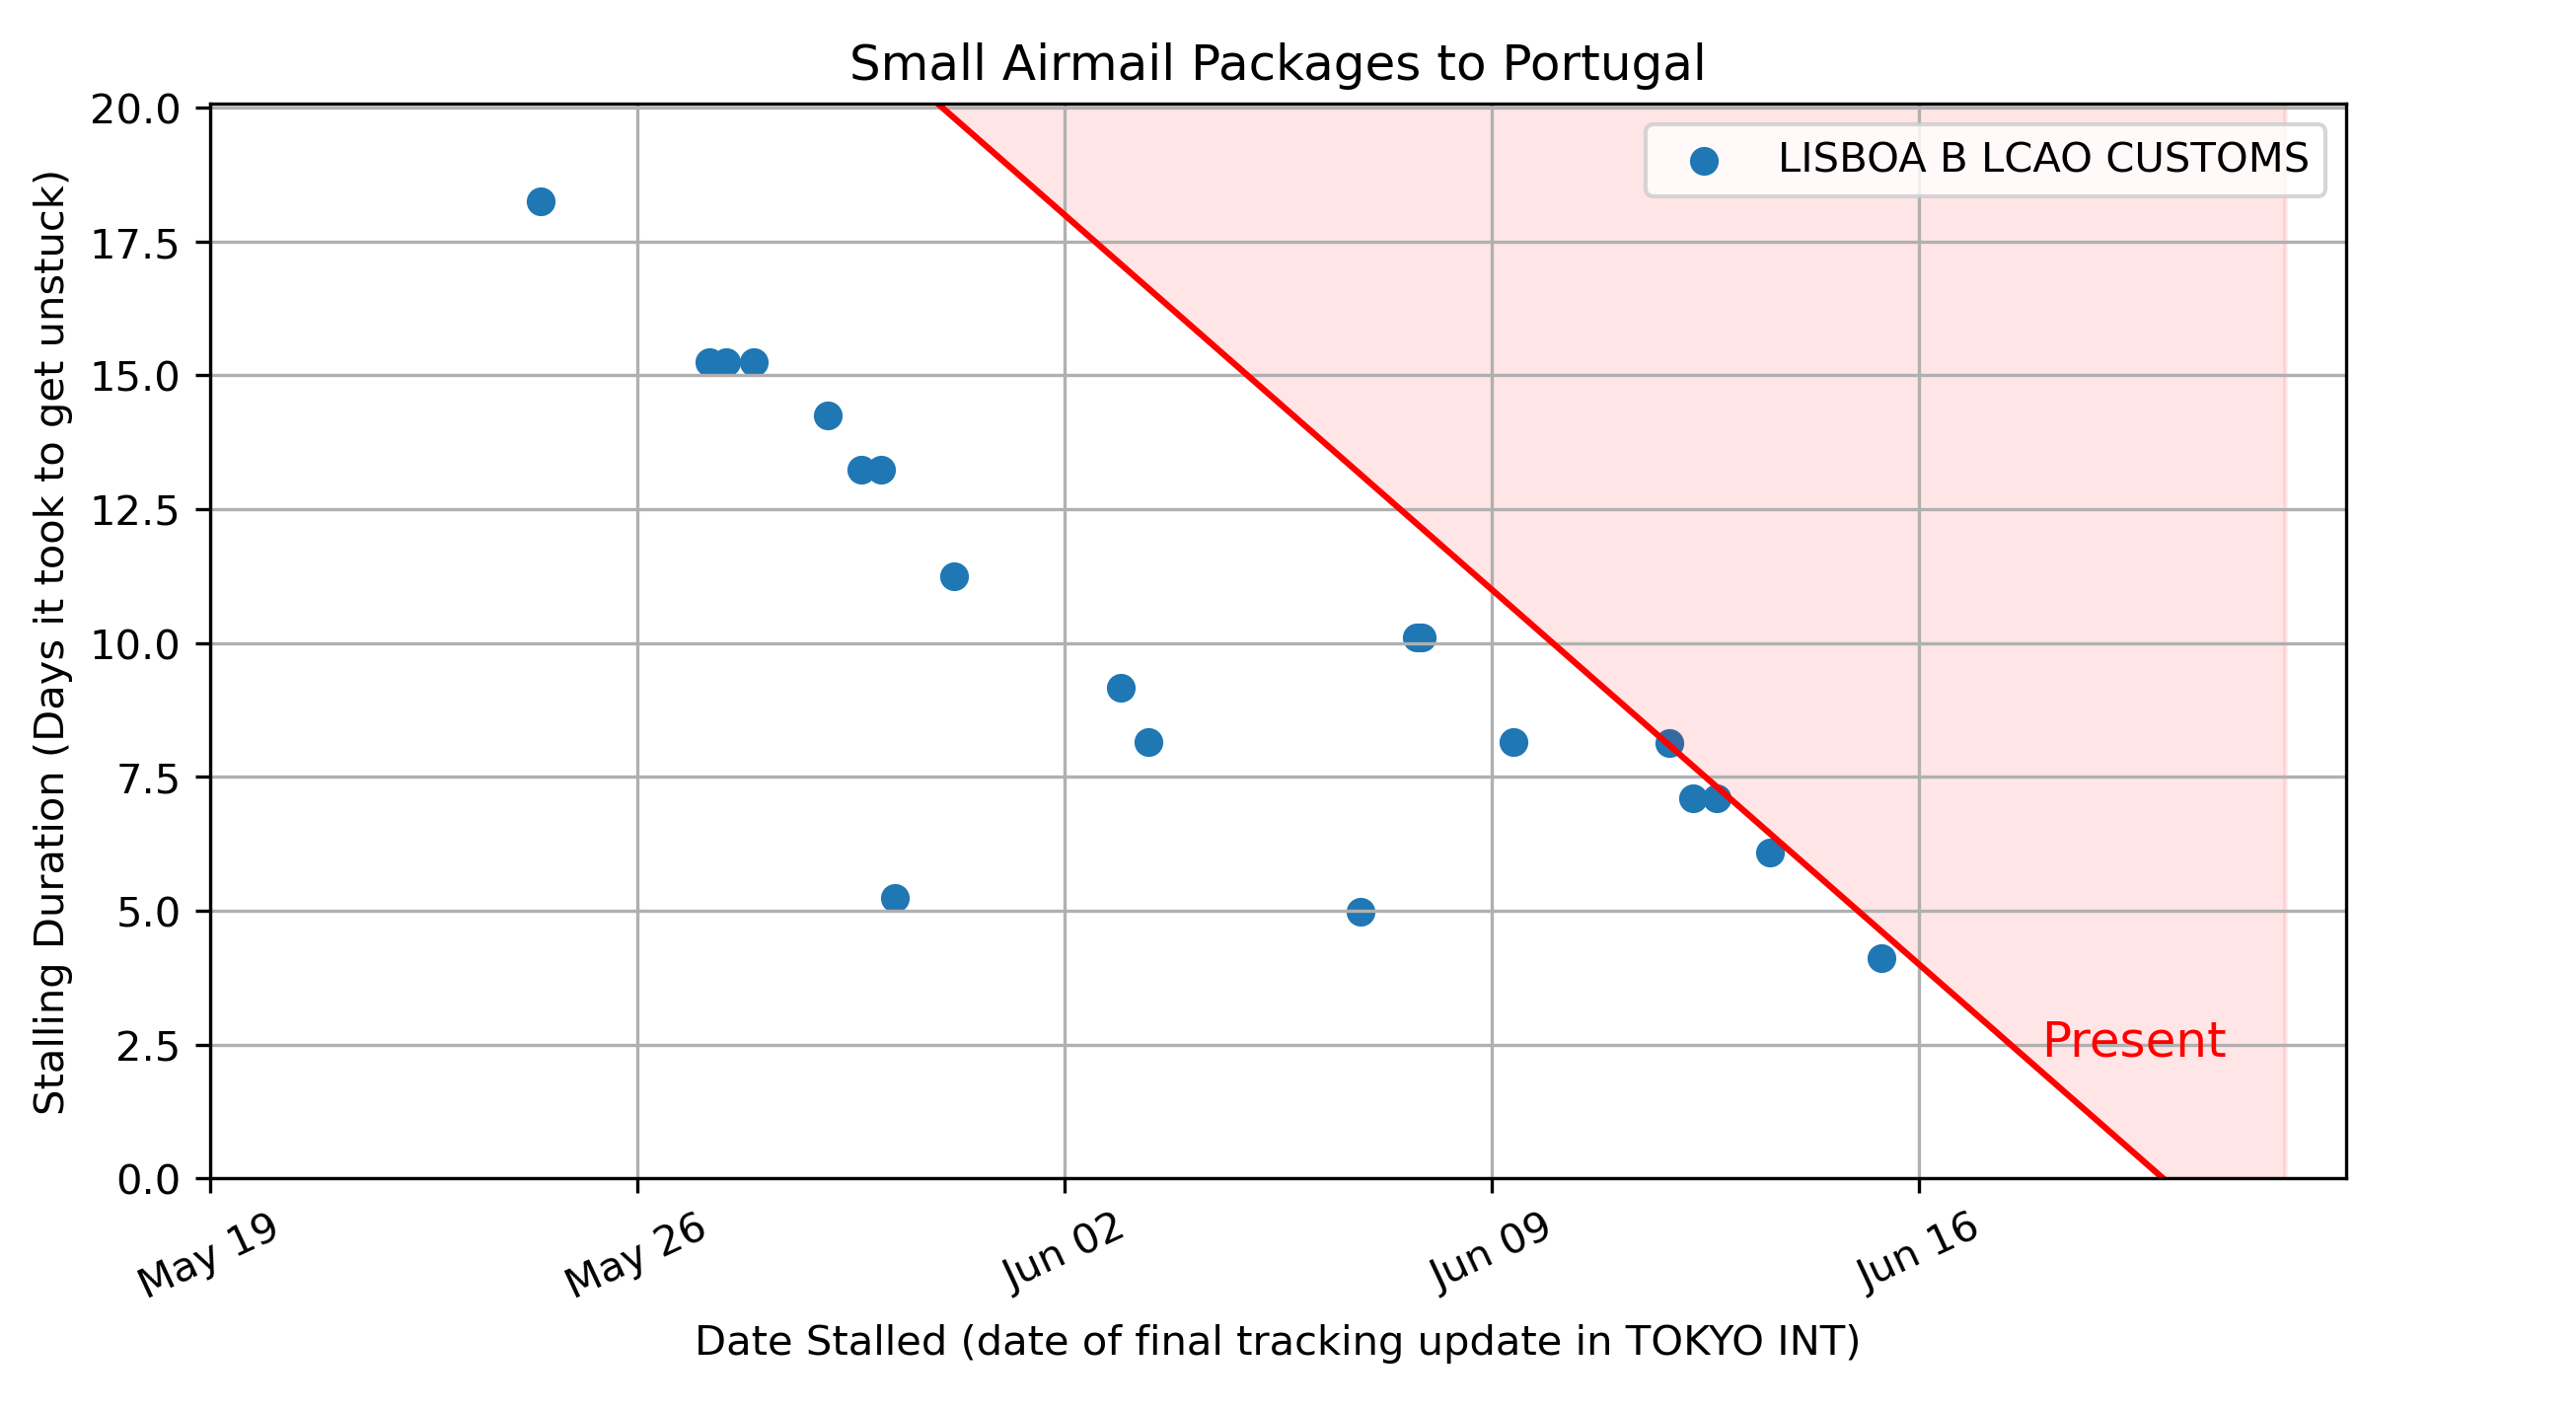 Small Airmail Packages to Portugal
LISBOA B LCAO CUSTOMS
Stalling Duration (Days it took to get unstuck)
20.0
17.5
15.0
12.5
10.0
7.5
5.0
2.5
0.0
Present
May 19
May 26
Jun 02
Jun 09
Jun 16
Date Stalled (date of final tracking update in TOKYO INT)